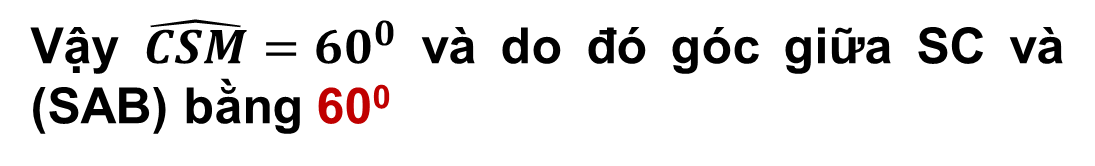 Vậy $\widehat{CSM} = 60^0$ và do đó góc giữa SC và
(SAB) bằng 60⁰